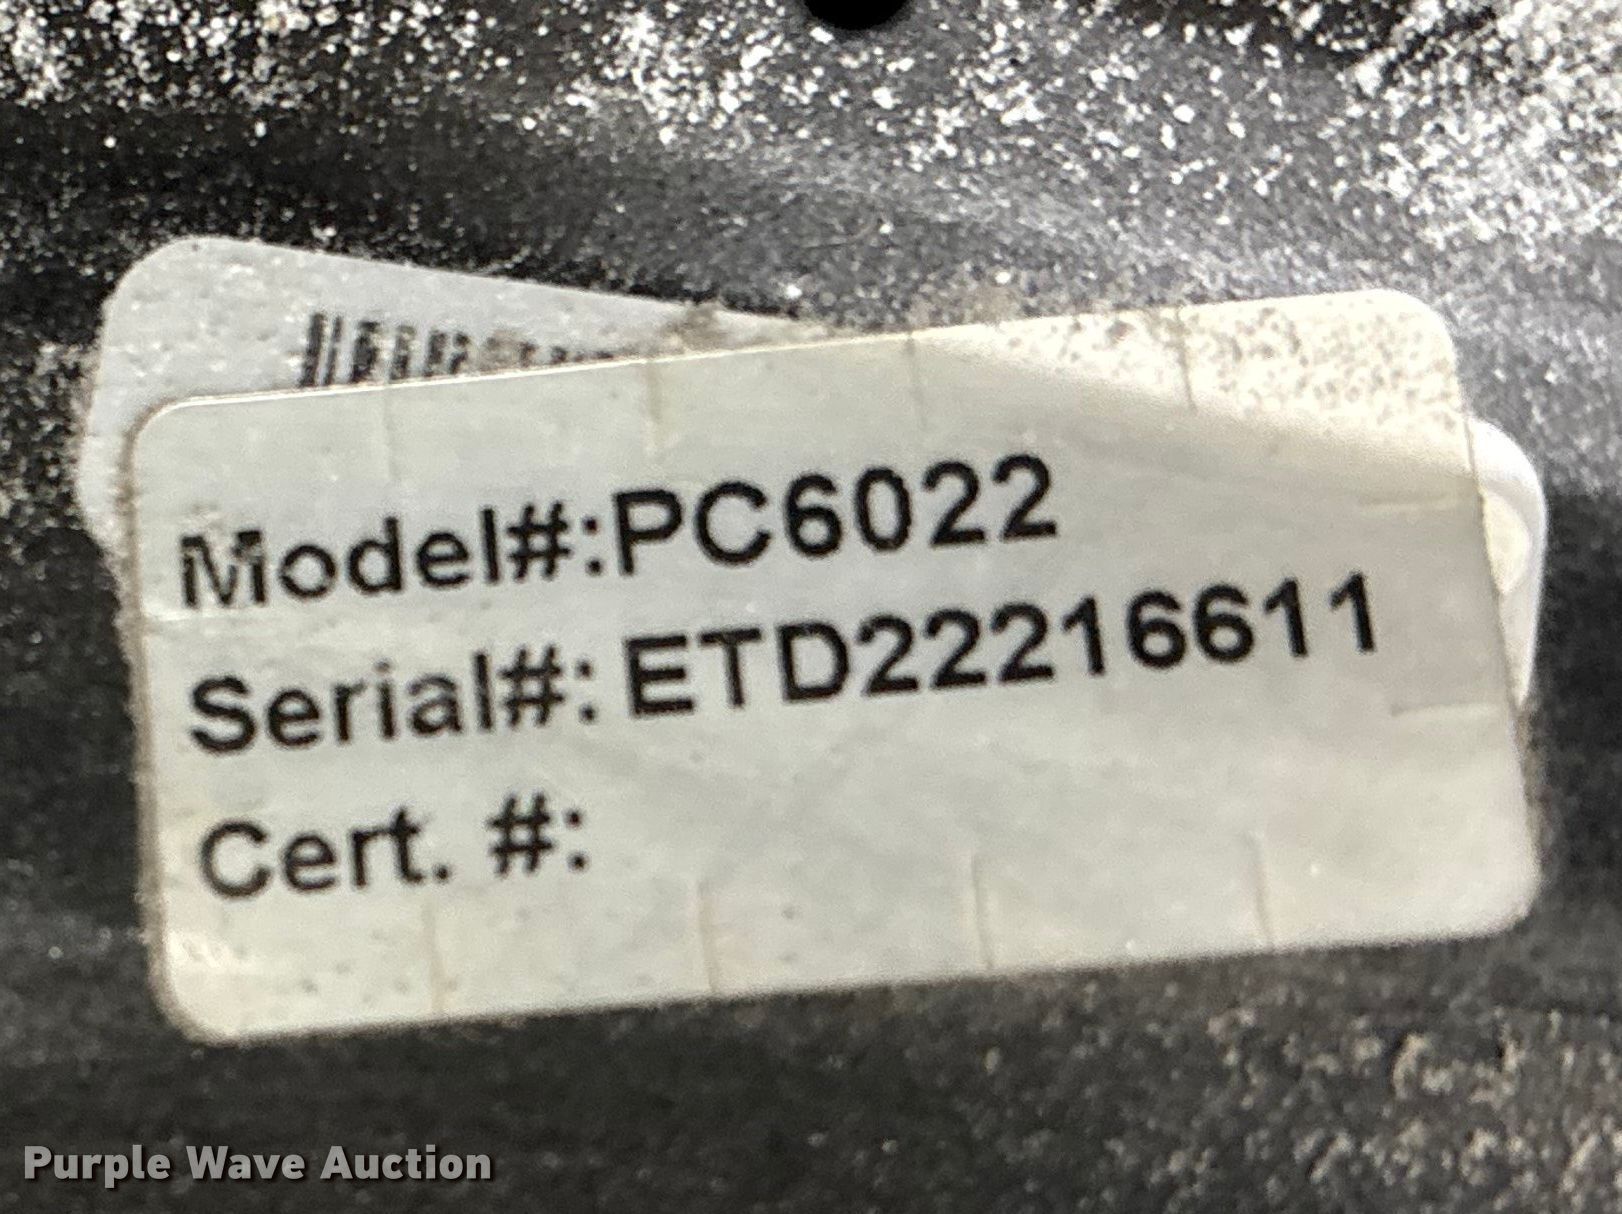 Model#:PC6022
Serial#: ETD22216611
Cert. #:
Purple Wave Auction